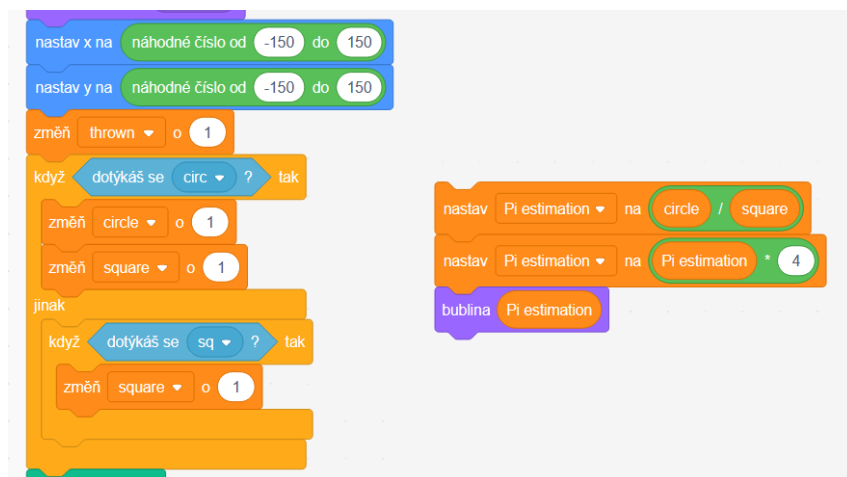 nastav x na náhodné číslo od -150 do 150
nastav y na náhodné číslo od -150 do 150
změň thrown o 1
když dotýkáš se circ ? tak
změň circle o 1
změň square o 1
jinak
když dotýkáš se sq ? tak
změň square o 1
nastav Pi estimation na circle / square
nastav Pi estimation na Pi estimation * 4
bublina Pi estimation